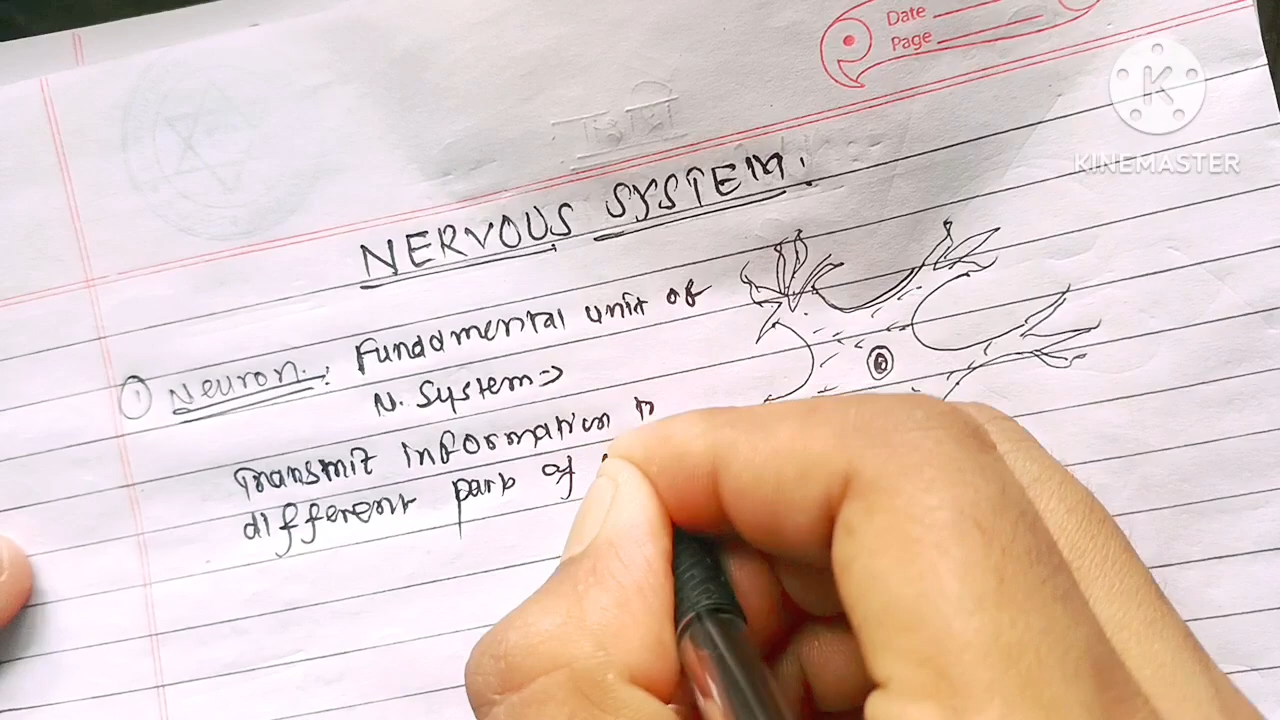 Date
Page
K
KINEMASTER
NERVOUS SYSTEM.
① Neuron: Fundamental unit of
N. System ⇒
Transmit information to
different part of